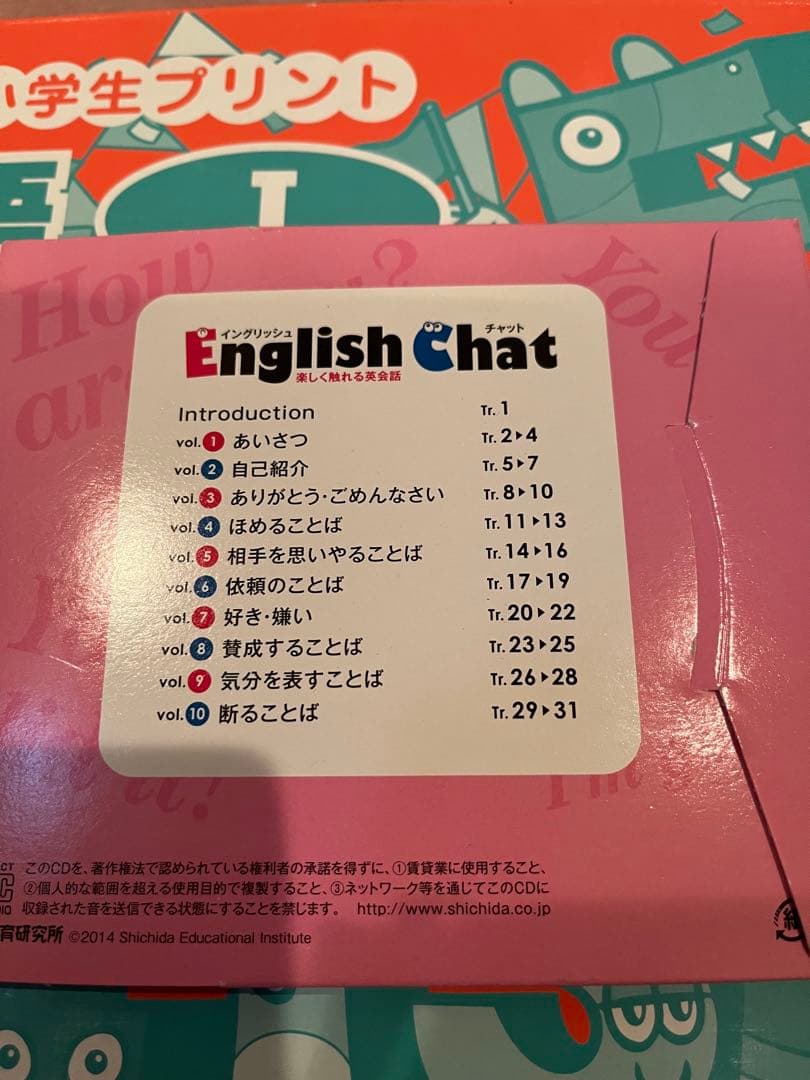 小学生プリント
I
How
are
?
You
イングリッシュ チャット
English Chat
楽しく触れる英会話
Introduction Tr. 1
vol. 1 あいさつ Tr. 2▸4
vol. 2 自己紹介 Tr. 5▸7
vol. 3 ありがとう・ごめんなさい Tr. 8▸10
vol. 4 ほめることば Tr. 11▸13
vol. 5 相手を思いやることば Tr. 14▸16
vol. 6 依頼のことば Tr. 17▸19
vol. 7 好き・嫌い Tr. 20▸22
vol. 8 賛成することば Tr. 23▸25
vol. 9 気分を表すことば Tr. 26▸28
vol. 10 断ることば Tr. 29▸31
I'm
このCDを、著作権法で認められている権利者の承諾を得ずに、①賃貸業に使用すること、
②個人的な範囲を超える使用目的で複製すること、③ネットワーク等を通じてこのCDに
収録された音を送信できる状態にすることを禁じます。 http://www.shichida.co.jp
育研究所 ©2014 Shichida Educational Institute